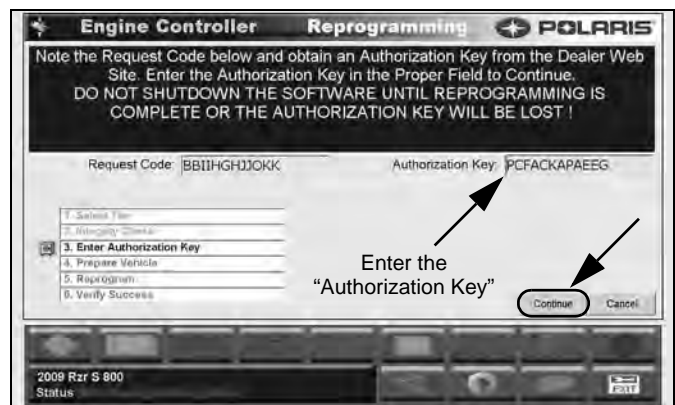 Engine Controller Reprogramming POLARIS
Note the Request Code below and obtain an Authorization Key from the Dealer Web
Site. Enter the Authorization Key in the Proper Field to Continue.
DO NOT SHUTDOWN THE SOFTWARE UNTIL REPROGRAMMING IS
COMPLETE OR THE AUTHORIZATION KEY WILL BE LOST !
Request Code: BBIIHGHJJOKK Authorization Key: PCFACKAPAEEG
1. Select File
2. Integrity Check
3. Enter Authorization Key
4. Prepare Vehicle
5. Reprogram
6. Verify Success
Enter the
“Authorization Key”
Continue Cancel
2009 Rzr S 800
Status
EXIT